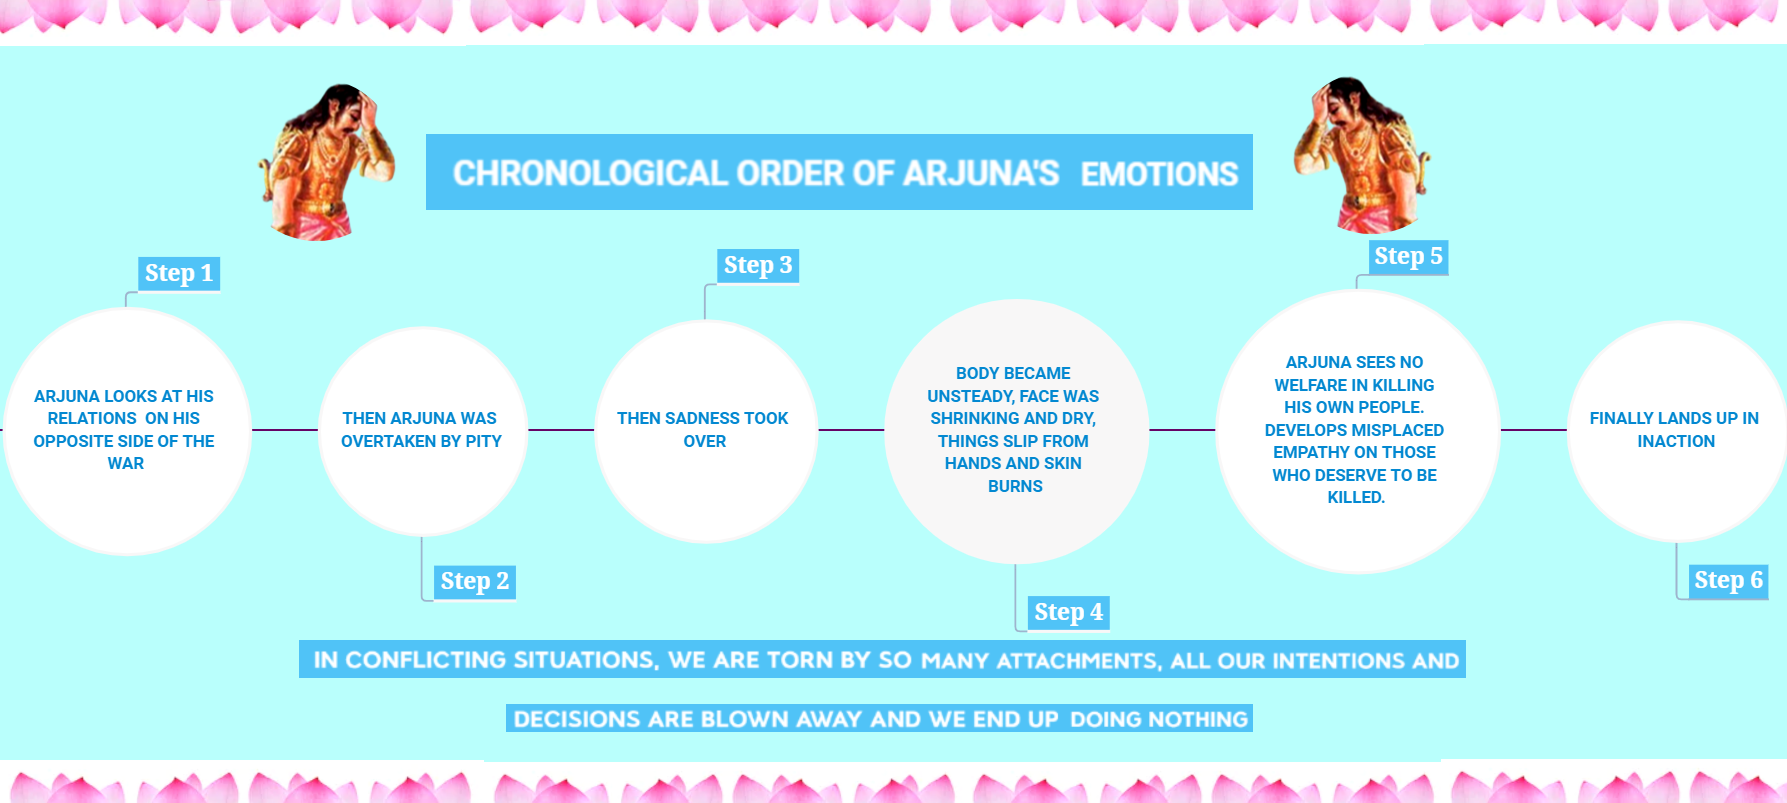 CHRONOLOGICAL ORDER OF ARJUNA'S EMOTIONS
Step 1
ARJUNA LOOKS AT HIS
RELATIONS ON HIS
OPPOSITE SIDE OF THE
WAR
THEN ARJUNA WAS
OVERTAKEN BY PITY
Step 2
Step 3
THEN SADNESS TOOK
OVER
BODY BECAME
UNSTEADY, FACE WAS
SHRINKING AND DRY,
THINGS SLIP FROM
HANDS AND SKIN
BURNS
Step 4
Step 5
ARJUNA SEES NO
WELFARE IN KILLING
HIS OWN PEOPLE.
DEVELOPS MISPLACED
EMPATHY ON THOSE
WHO DESERVE TO BE
KILLED.
FINALLY LANDS UP IN
INACTION
Step 6
IN CONFLICTING SITUATIONS, WE ARE TORN BY SO MANY ATTACHMENTS, ALL OUR INTENTIONS AND
DECISIONS ARE BLOWN AWAY AND WE END UP DOING NOTHING